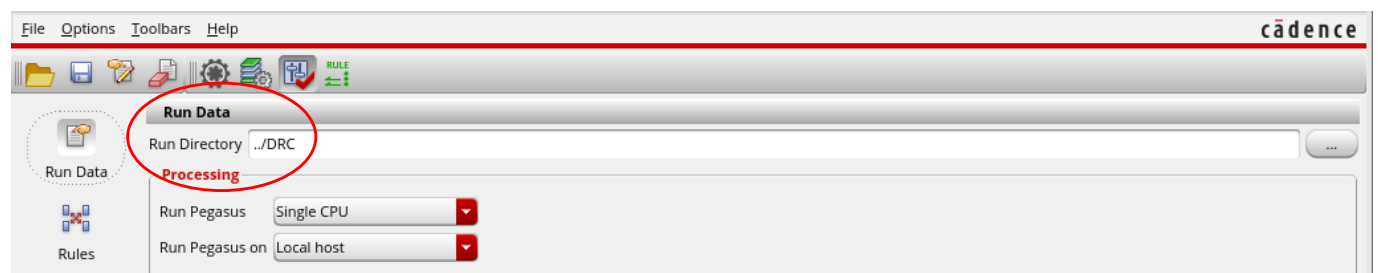 File Options Toolbars Help cādence
RULE
Run Data
Run Directory ../DRC ...
Run Data
Processing
Run Pegasus Single CPU
Run Pegasus on Local host
Rules